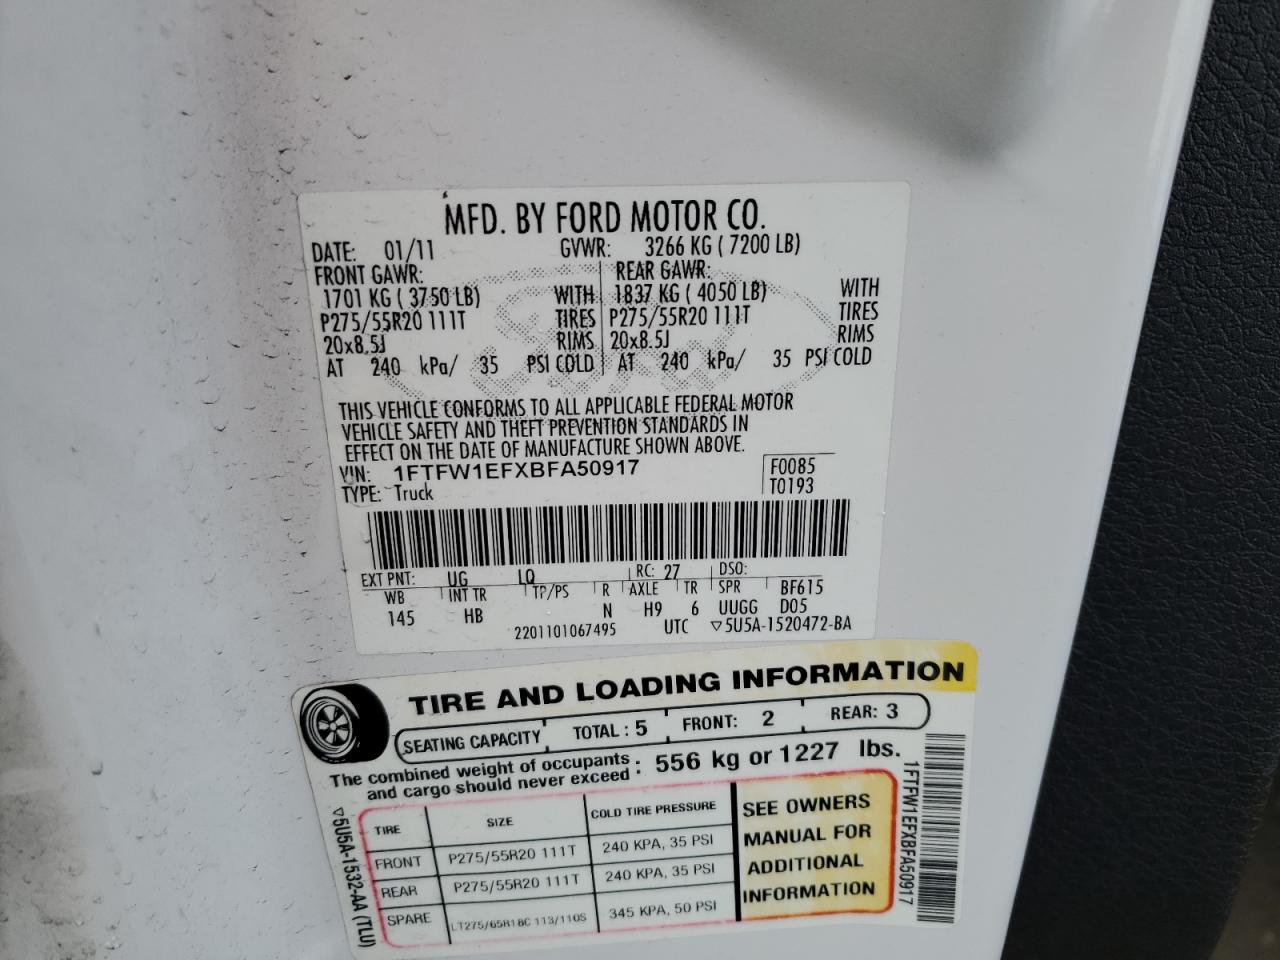 MFD. BY FORD MOTOR CO.
DATE: 01/11 GVWR: 3266 KG ( 7200 LB)
FRONT GAWR: REAR GAWR:
1701 KG ( 3750 LB) WITH 1837 KG ( 4050 LB) WITH
P275/55R20 111T TIRES P275/55R20 111T TIRES
20x8.5J RIMS 20x8.5J RIMS
AT 240 kPa/ 35 PSI COLD AT 240 kPa/ 35 PSI COLD
THIS VEHICLE CONFORMS TO ALL APPLICABLE FEDERAL MOTOR
VEHICLE SAFETY AND THEFT PREVENTION STANDARDS IN
EFFECT ON THE DATE OF MANUFACTURE SHOWN ABOVE.
VIN: 1FTFW1EFXBFA50917 F0085
TYPE: Truck T0193
EXT PNT: UG LQ RC: 27 DSO:
WB INT TR TP/PS R AXLE TR SPR BF615
145 HB N H9 6 UUGG D05
2201101067495 UTC ▽5U5A-1520472-BA
TIRE AND LOADING INFORMATION
SEATING CAPACITY TOTAL : 5 FRONT: 2 REAR: 3
The combined weight of occupants and cargo should never exceed : 556 kg or 1227 lbs.
TIRE SIZE COLD TIRE PRESSURE
FRONT P275/55R20 111T 240 KPA, 35 PSI
REAR P275/55R20 111T 240 KPA, 35 PSI
SPARE LT275/65R18C 113/110S 345 KPA, 50 PSI
SEE OWNERS
MANUAL FOR
ADDITIONAL
INFORMATION
▽5U5A-1532-AA (TLU)
1FTFW1EFXBFA50917